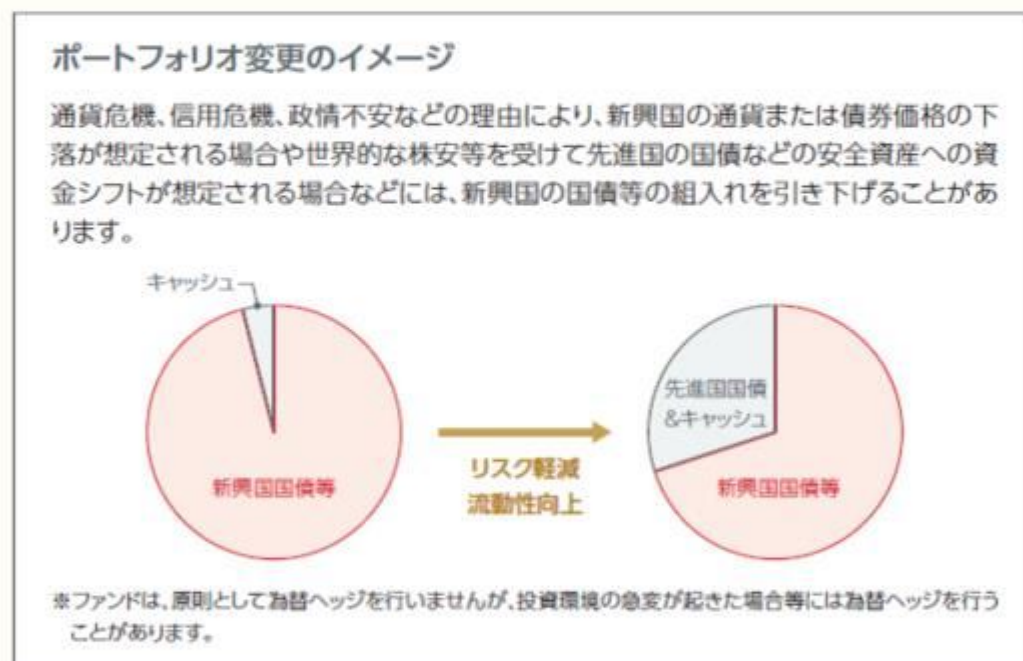 ポートフォリオ変更のイメージ
通貨危機、信用危機、政情不安などの理由により、新興国の通貨または債券価格の下
落が想定される場合や世界的な株安等を受けて先進国の国債などの安全資産への資
金シフトが想定される場合などには、新興国の国債等の組入れを引き下げることがあ
ります。
キャッシュ
新興国国債等
リスク軽減
流動性向上
先進国国債
&キャッシュ
新興国国債等
※ファンドは、原則として為替ヘッジを行いませんが、投資環境の急変が起きた場合等には為替ヘッジを行う
ことがあります。